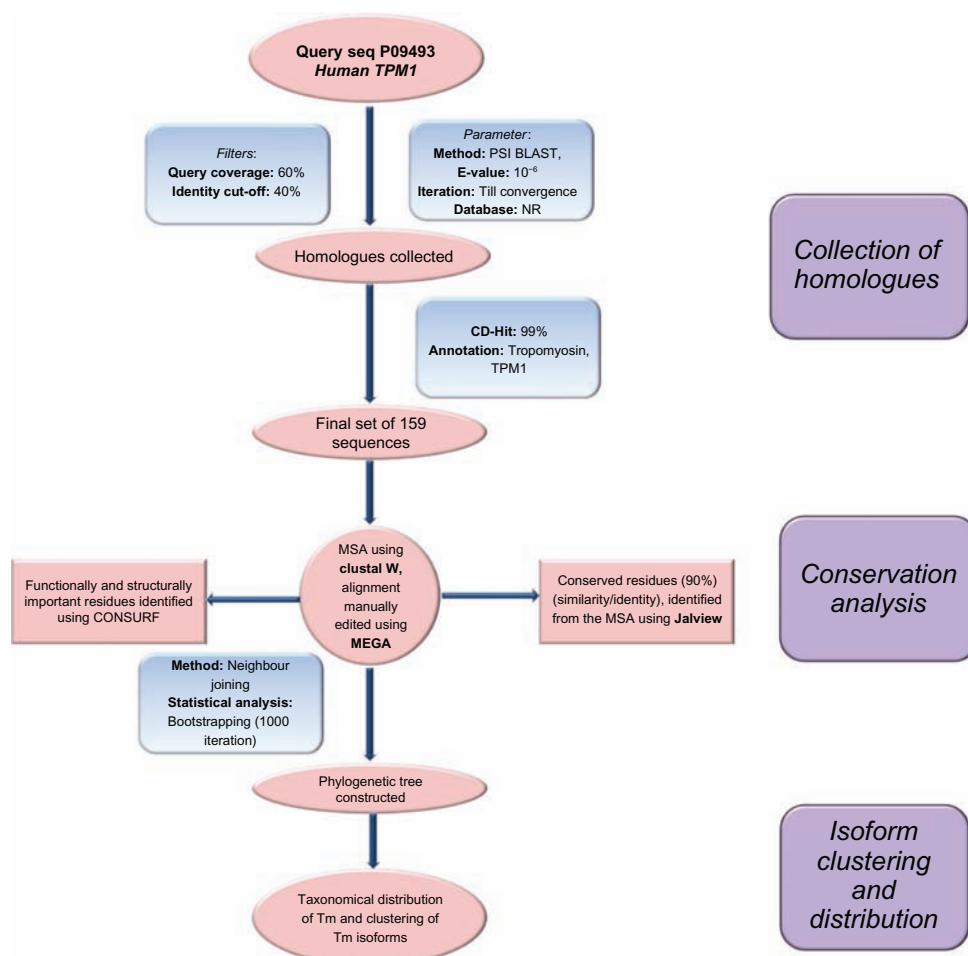 Query seq P09493
Human TPM1
Filters:
Query coverage: 60%
Identity cut-off: 40%
Parameter:
Method: PSI BLAST,
E-value: 10⁻⁶
Iteration: Till convergence
Database: NR
Homologues collected
Collection of
homologues
CD-Hit: 99%
Annotation: Tropomyosin,
TPM1
Final set of 159
sequences
Functionally and structurally
important residues identified
using CONSURF
MSA using
clustal W,
alignment
manually
edited using
MEGA
Conserved residues (90%)
(similarity/identity), identified
from the MSA using Jalview
Conservation
analysis
Method: Neighbour
joining
Statistical analysis:
Bootstrapping (1000
iteration)
Phylogenetic tree
constructed
Taxonomical distribution
of Tm and clustering of
Tm isoforms
Isoform
clustering
and
distribution